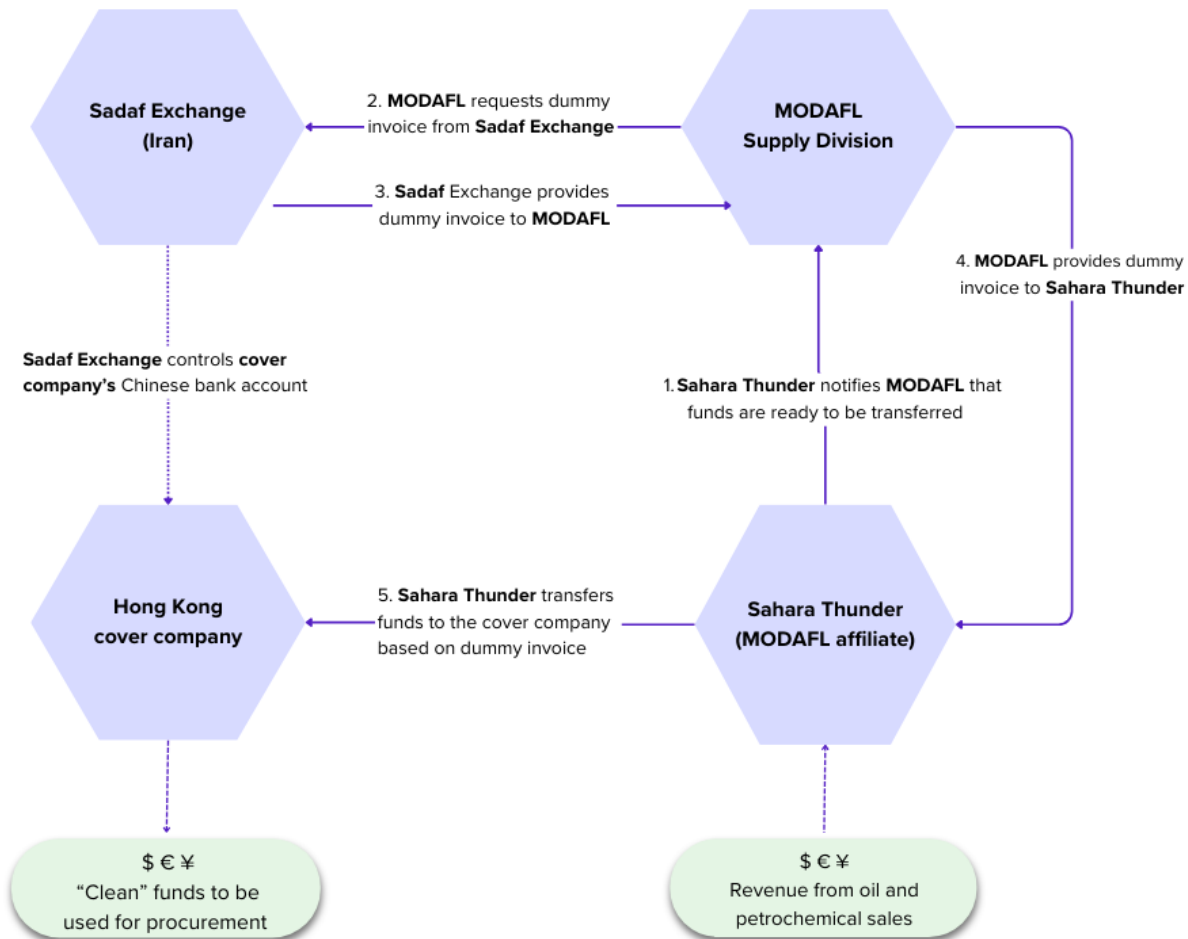 Sadaf Exchange
(Iran)
2. MODAFL requests dummy
invoice from Sadaf Exchange
MODAFL
Supply Division
3. Sadaf Exchange provides
dummy invoice to MODAFL
4. MODAFL provides dummy
invoice to Sahara Thunder
Sadaf Exchange controls cover
company’s Chinese bank account
1. Sahara Thunder notifies MODAFL that
funds are ready to be transferred
Hong Kong
cover company
5. Sahara Thunder transfers
funds to the cover company
based on dummy invoice
Sahara Thunder
(MODAFL affiliate)
$ € ¥
“Clean” funds to be
used for procurement
$ € ¥
Revenue from oil and
petrochemical sales